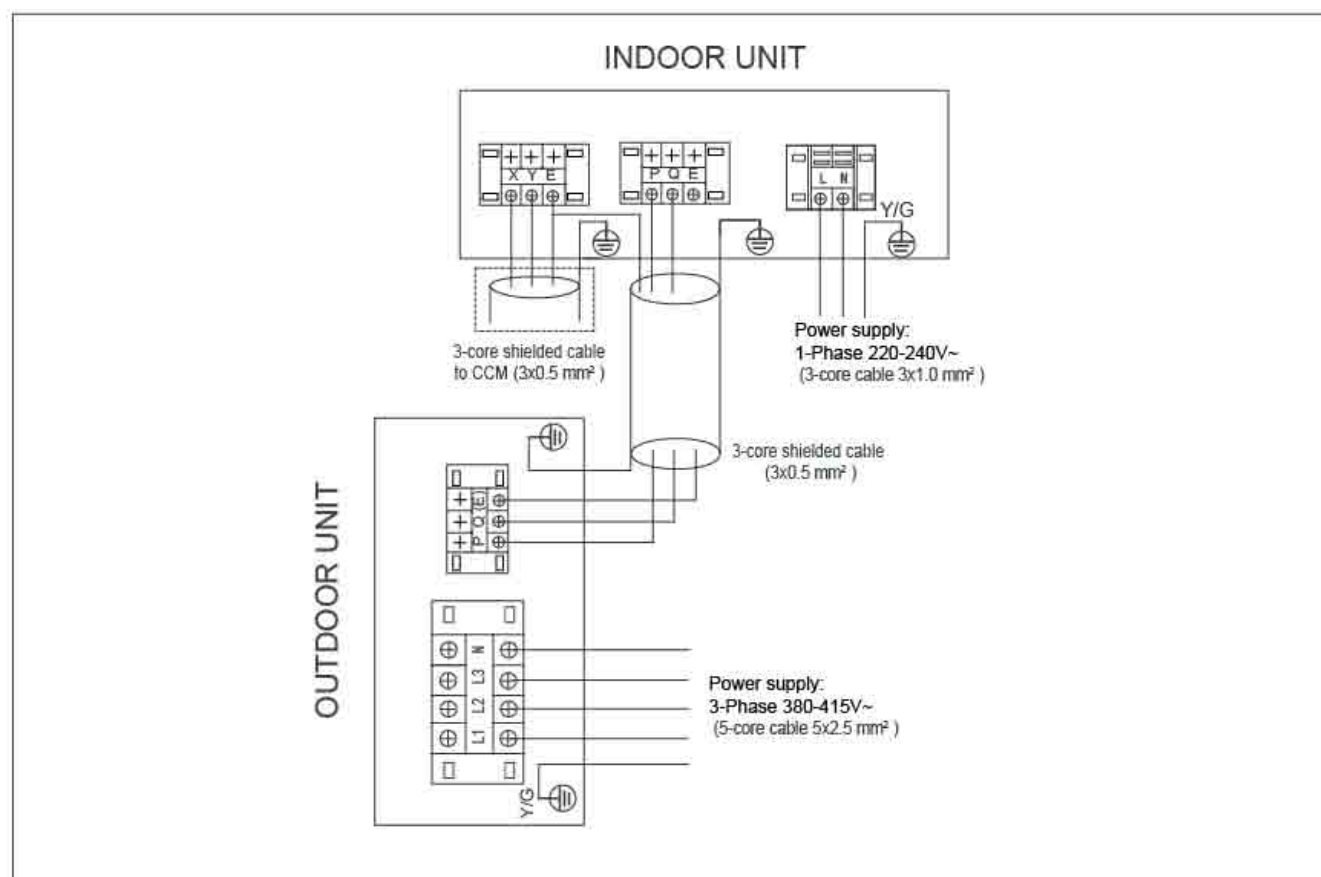 INDOOR UNIT
X Y E
P Q E
L N
Y/G
3-core shielded cable
to CCM (3x0.5 mm² )
Power supply:
1-Phase 220-240V~
(3-core cable 3x1.0 mm² )
3-core shielded cable
(3x0.5 mm² )
OUTDOOR UNIT
P Q (E)
L1 L2 L3 N
Power supply:
3-Phase 380-415V~
(5-core cable 5x2.5 mm² )
Y/G